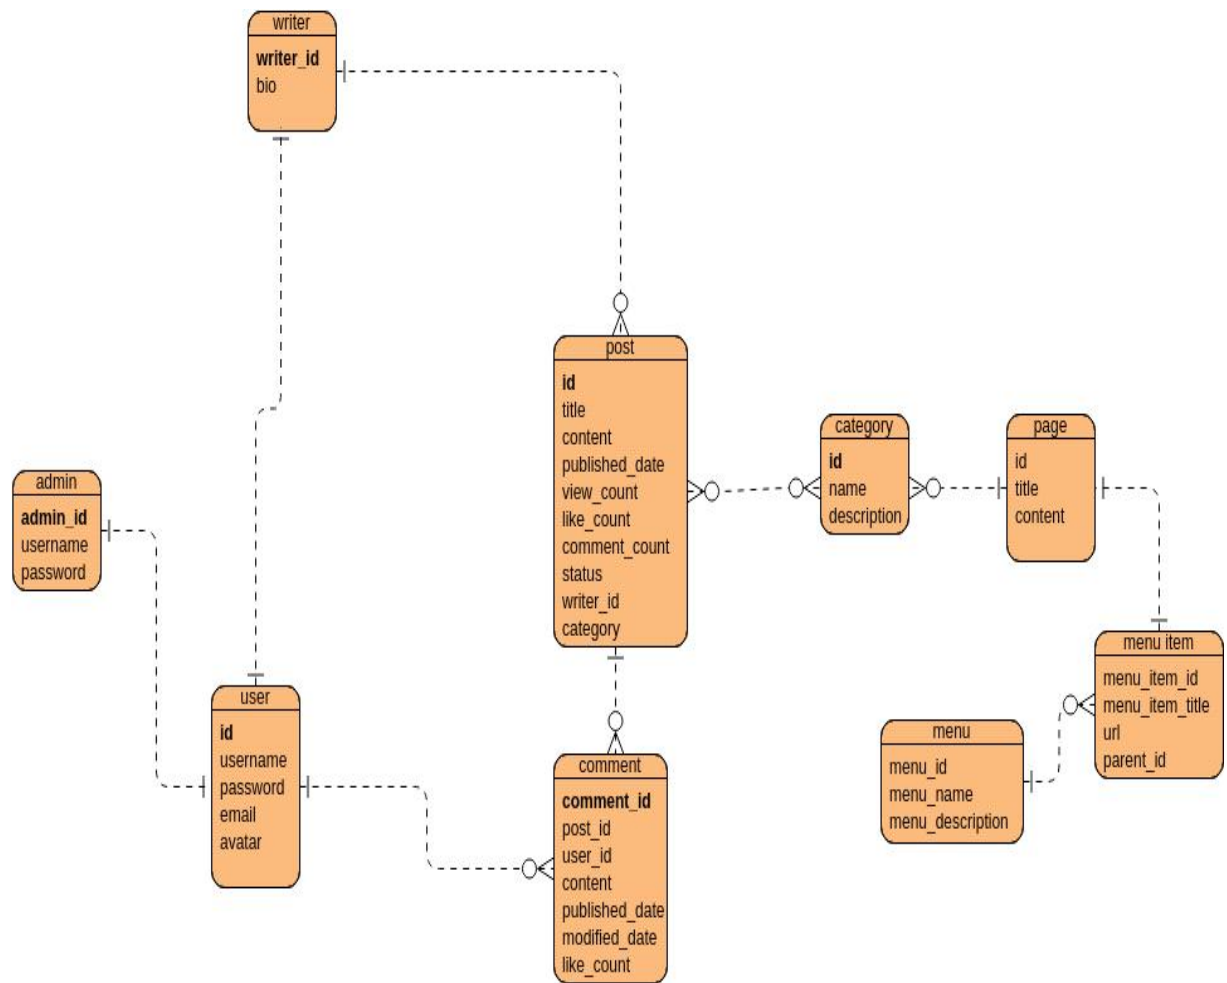 writer
writer_id
bio
post
id
title
content
published_date
view_count
like_count
comment_count
status
writer_id
category
category
id
name
description
page
id
title
content
admin
admin_id
username
password
user
id
username
password
email
avatar
comment
comment_id
post_id
user_id
content
published_date
modified_date
like_count
menu item
menu_item_id
menu_item_title
url
parent_id
menu
menu_id
menu_name
menu_description